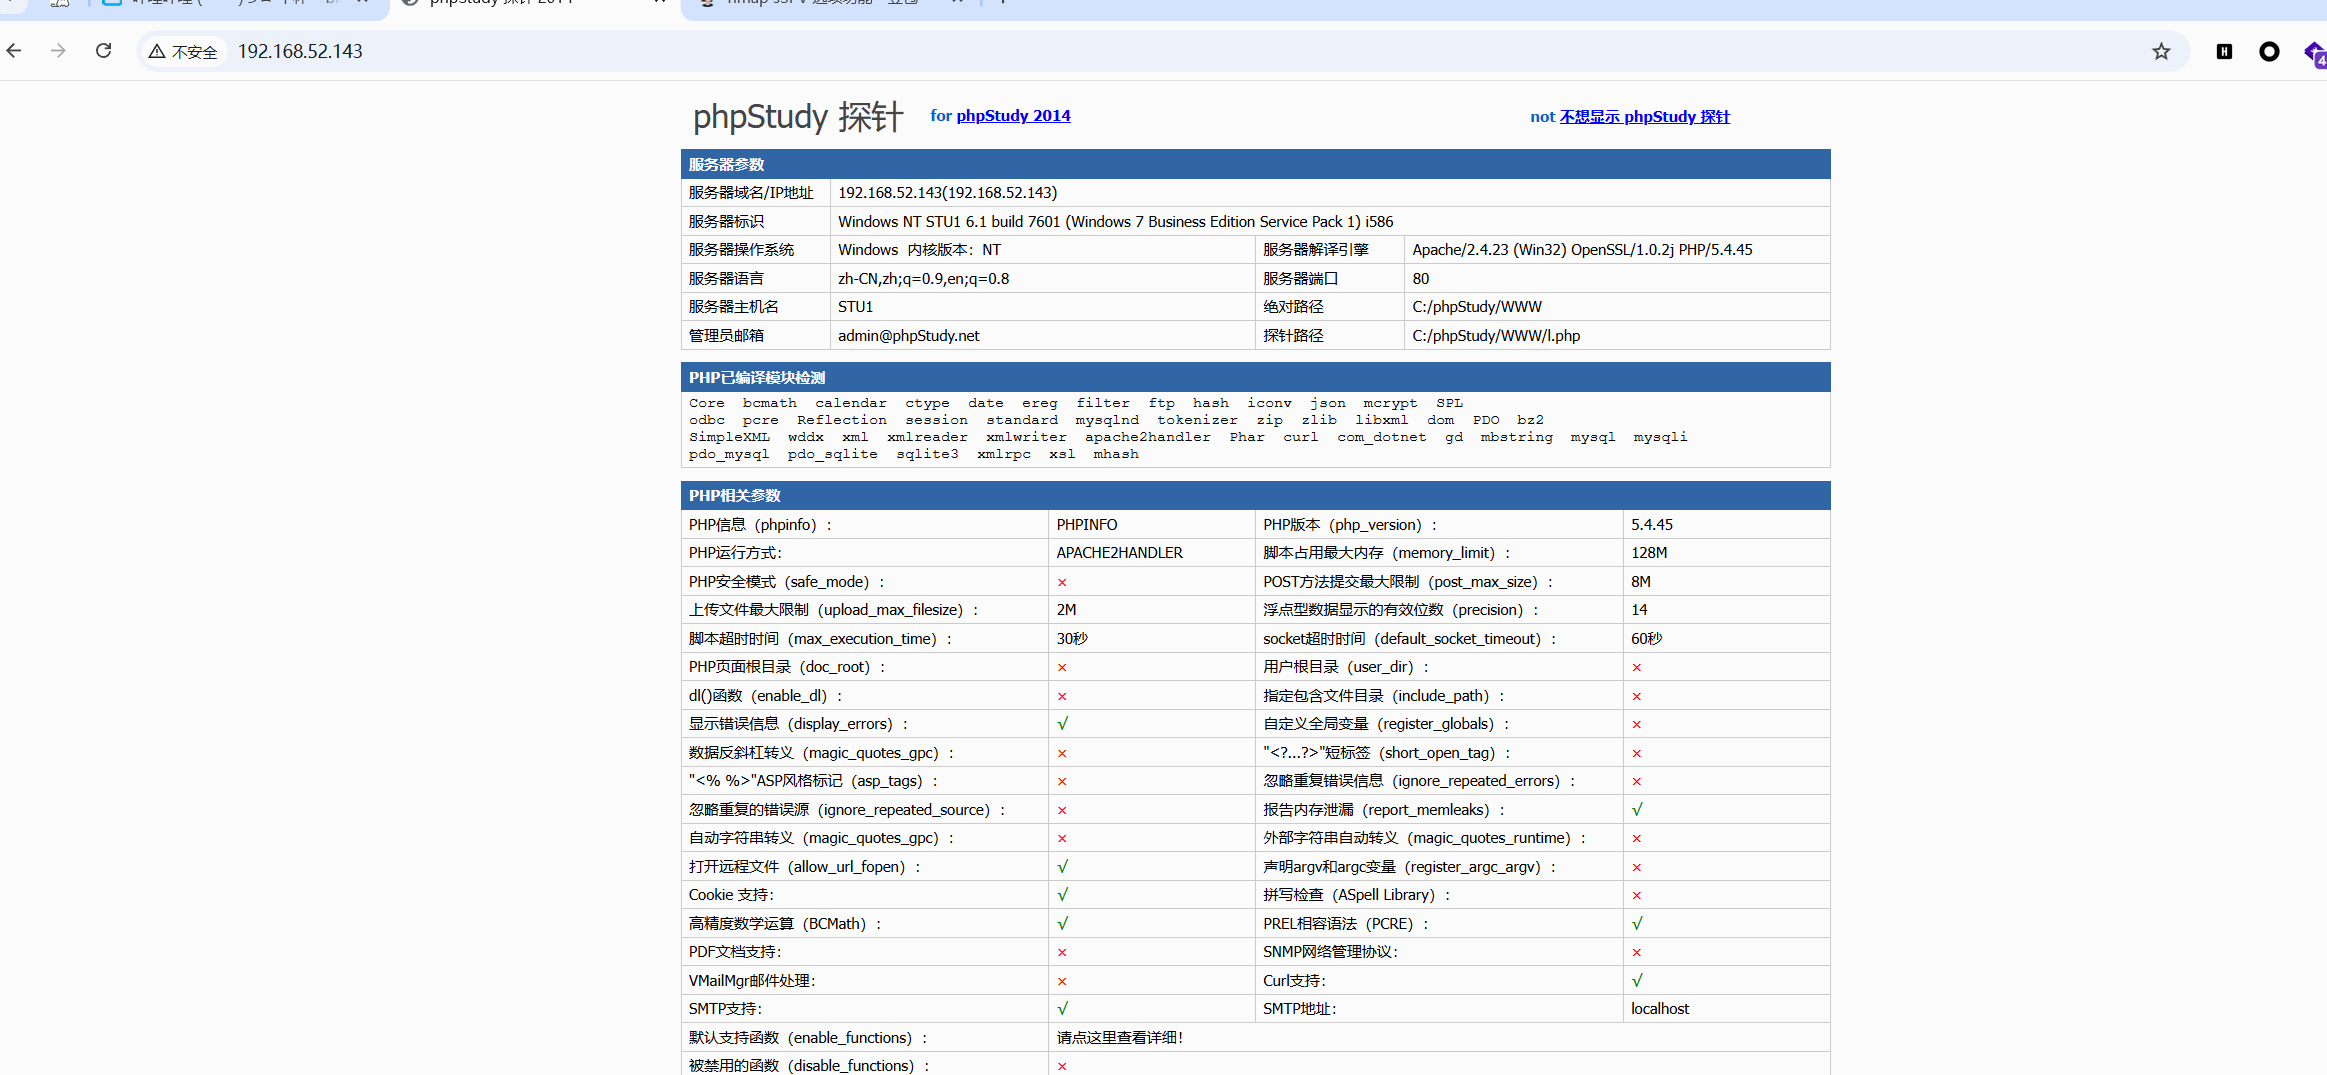 不安全 192.168.52.143
phpStudy 探针 for phpStudy 2014 not 不想显示 phpStudy 探针
服务器参数
服务器域名/IP地址 192.168.52.143(192.168.52.143)
服务器标识 Windows NT STU1 6.1 build 7601 (Windows 7 Business Edition Service Pack 1) i586
服务器操作系统 Windows 内核版本：NT 服务器解译引擎 Apache/2.4.23 (Win32) OpenSSL/1.0.2j PHP/5.4.45
服务器语言 zh-CN,zh;q=0.9,en;q=0.8 服务器端口 80
服务器主机名 STU1 绝对路径 C:/phpStudy/WWW
管理员邮箱 admin@phpStudy.net 探针路径 C:/phpStudy/WWW/l.php
PHP已编译模块检测
Core bcmath calendar ctype date ereg filter ftp hash iconv json mcrypt SPL
odbc pcre Reflection session standard mysqlnd tokenizer zip zlib libxml dom PDO bz2
SimpleXML wddx xml xmlreader xmlwriter apache2handler Phar curl com_dotnet gd mbstring mysql mysqli
pdo_mysql pdo_sqlite sqlite3 xmlrpc xsl mhash
PHP相关参数
PHP信息（phpinfo）： PHPINFO PHP版本（php_version）： 5.4.45
PHP运行方式： APACHE2HANDLER 脚本占用最大内存（memory_limit）： 128M
PHP安全模式（safe_mode）： × POST方法提交最大限制（post_max_size）： 8M
上传文件最大限制（upload_max_filesize）： 2M 浮点型数据显示的有效位数（precision）： 14
脚本超时时间（max_execution_time）： 30秒 socket超时时间（default_socket_timeout）： 60秒
PHP页面根目录（doc_root）： × 用户根目录（user_dir）： ×
dl()函数（enable_dl）： × 指定包含文件目录（include_path）： ×
显示错误信息（display_errors）： √ 自定义全局变量（register_globals）： ×
数据反斜杠转义（magic_quotes_gpc）： × "<?...?>"短标签（short_open_tag）： ×
"<% %>"ASP风格标记（asp_tags）： × 忽略重复错误信息（ignore_repeated_errors）： ×
忽略重复的错误源（ignore_repeated_source）： × 报告内存泄漏（report_memleaks）： √
自动字符串转义（magic_quotes_gpc）： × 外部字符串自动转义（magic_quotes_runtime）： ×
打开远程文件（allow_url_fopen）： √ 声明argv和argc变量（register_argc_argv）： ×
Cookie 支持： √ 拼写检查（ASpell Library）： ×
高精度数学运算（BCMath）： √ PREL相容语法（PCRE）： √
PDF文档支持： × SNMP网络管理协议： ×
VMailMgr邮件处理： × Curl支持： √
SMTP支持： √ SMTP地址： localhost
默认支持函数（enable_functions）： 请点这里查看详细！
被禁用的函数（disable_functions）： ×